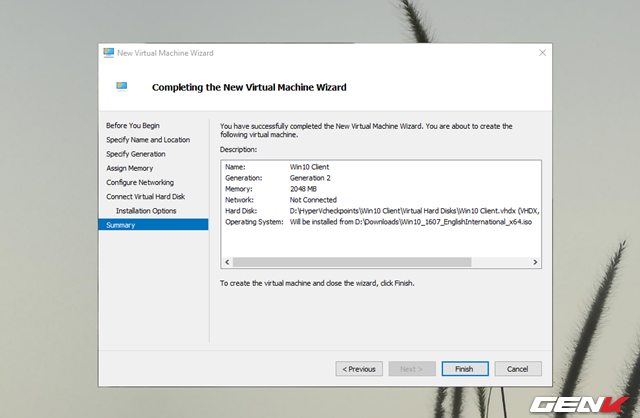 New Virtual Machine Wizard
Completing the New Virtual Machine Wizard
Before You Begin
Specify Name and Location
Specify Generation
Assign Memory
Configure Networking
Connect Virtual Hard Disk
Installation Options
Summary
You have successfully completed the New Virtual Machine Wizard. You are about to create the
following virtual machine.
Description:
Name: Win10 Client
Generation: Generation 2
Memory: 2048 MB
Network: Not Connected
Hard Disk: D:\HyperVcheckpoints\Win10 Client\Virtual Hard Disks\Win10 Client.vhdx (VHDX,
Operating System: Will be installed from D:\Downloads\Win10_1607_EnglishInternational_x64.iso
To create the virtual machine and close the wizard, click Finish.
< Previous
Next >
Finish
Cancel
GENK